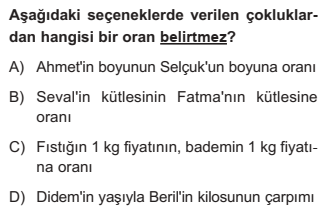 Aşağıdaki seçeneklerde verilen çokluklar-
dan hangisi bir oran belirtmez?
A) Ahmet'in boyunun Selçuk'un boyuna oranı
B) Seval'in kütlesinin Fatma'nın kütlesine
oranı
C) Fıstığın 1 kg fiyatının, bademin 1 kg fiyatı-
na oranı
D) Didem'in yaşıyla Beril'in kilosunun çarpımı